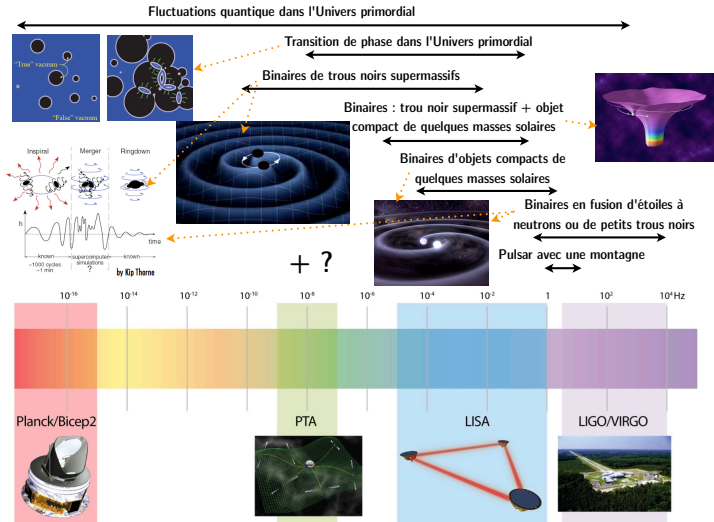 Fluctuations quantique dans l'Univers primordial
Transition de phase dans l'Univers primordial
"True" vacuum
"False" vacuum
Binaires de trous noirs supermassifs
Binaires : trou noir supermassif + objet
compact de quelques masses solaires
Binaires d'objets compacts de
quelques masses solaires
Binaires en fusion d'étoiles à
neutrons ou de petits trous noirs
Pulsar avec une montagne
Inspiral
Merger
Ringdown
h
time
known
~1000 cycles
~1 min
supercomputer
simulations
?
known
by Kip Thorne
+ ?
10-16
10-14
10-12
10-10
10-8
10-6
10-4
10-2
1
102
104 Hz
Planck/Bicep2
PTA
LISA
LIGO/VIRGO